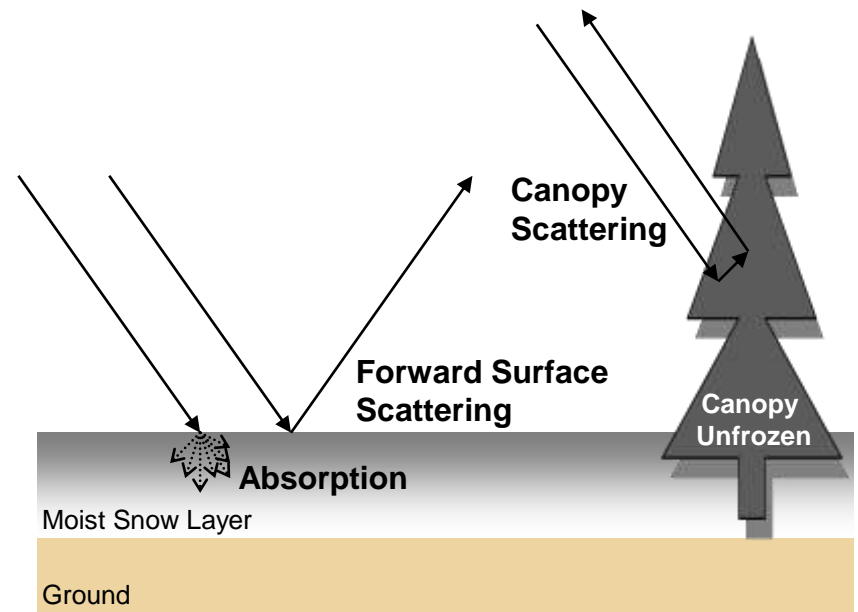 Canopy
Scattering
Forward Surface
Scattering
Canopy
Unfrozen
Absorption
Moist Snow Layer
Ground